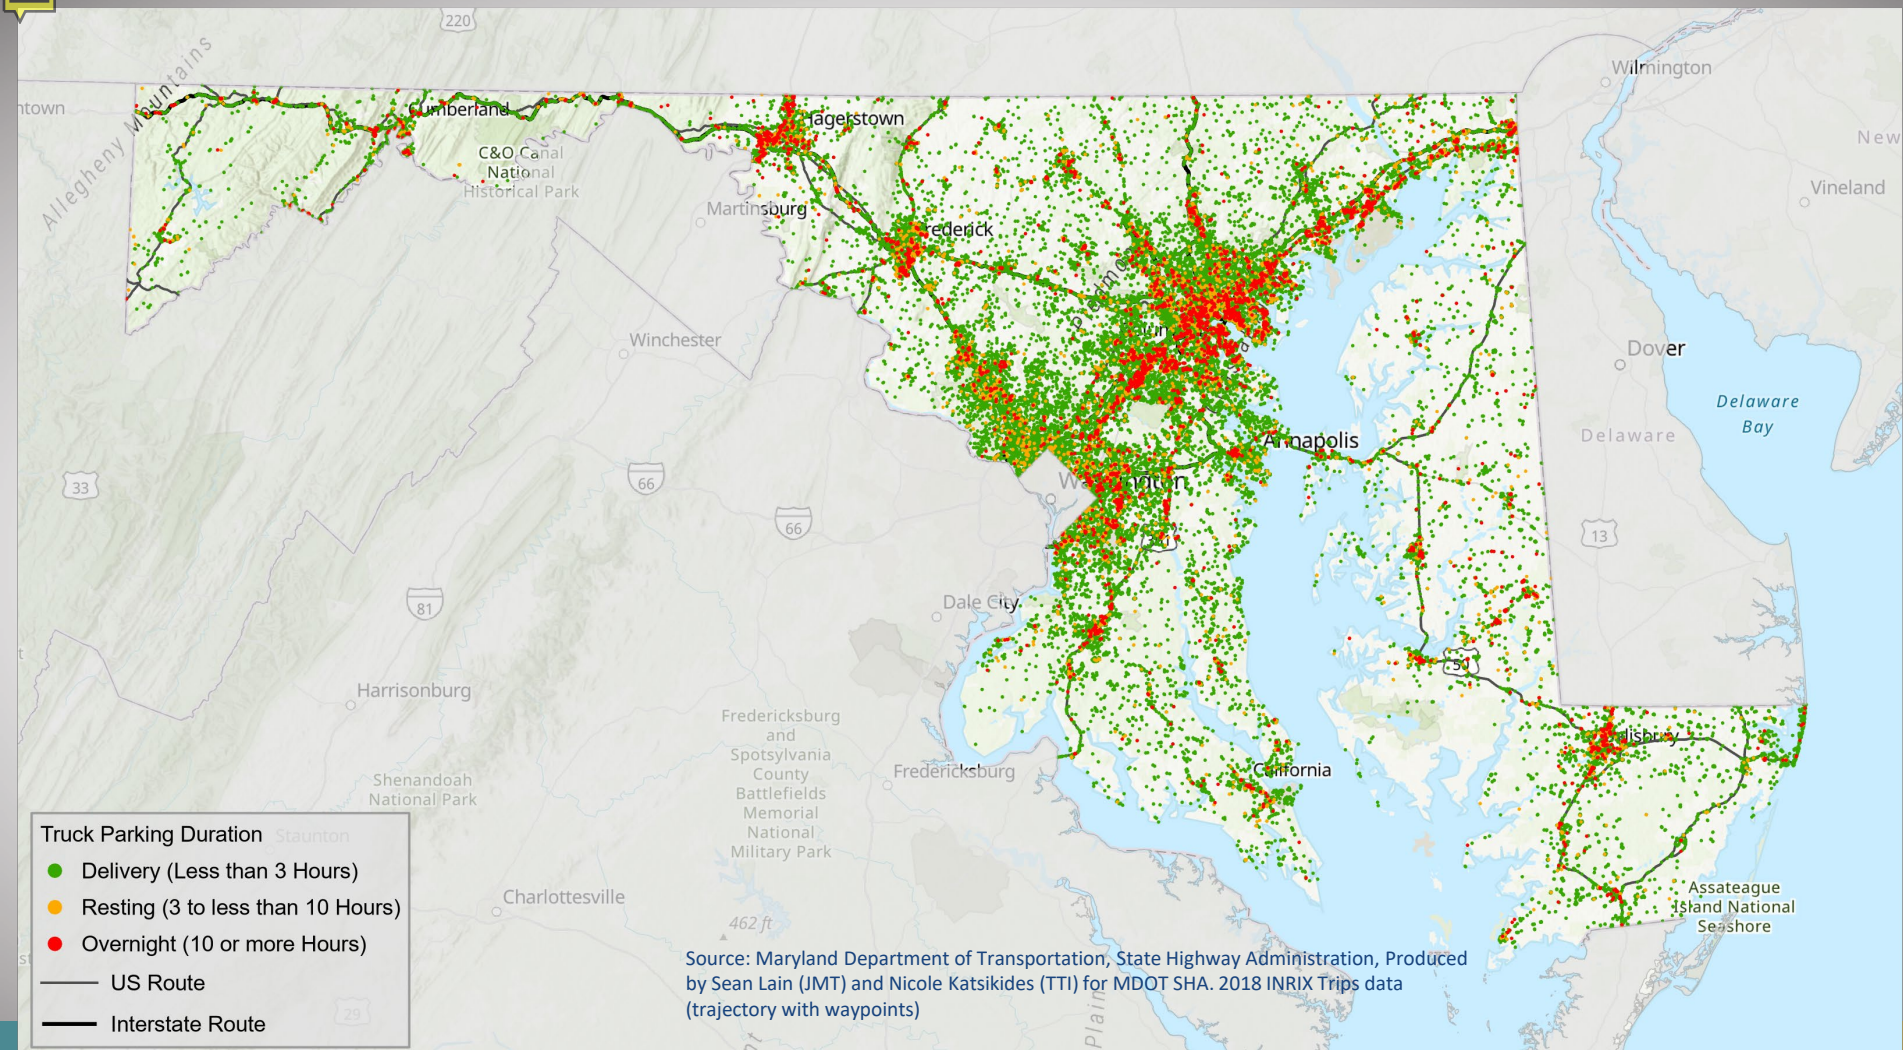 220
Wilmington
ntown
Allegheny Mountains
Cumberland
Hagerstown
New
C&O Canal
National
Historical Park
Vineland
Martinsburg
Frederick
Winchester
Dover
Delaware
Bay
Annapolis
Delaware
33
66
Washington
66
301
13
81
Dale City
50
Harrisonburg
Fredericksburg
and
Spotsylvania
County
Battlefields
Memorial
National
Military Park
Salisbury
Fredericksburg
California
Shenandoah
National Park
Truck Parking Duration
Staunton
Delivery (Less than 3 Hours)
Resting (3 to less than 10 Hours)
Overnight (10 or more Hours)
US Route
Interstate Route
29
Charlottesville
462 ft
Assateague
Island National
Seashore
Source: Maryland Department of Transportation, State Highway Administration, Produced
by Sean Lain (JMT) and Nicole Katsikides (TTI) for MDOT SHA. 2018 INRIX Trips data
(trajectory with waypoints)
Plain